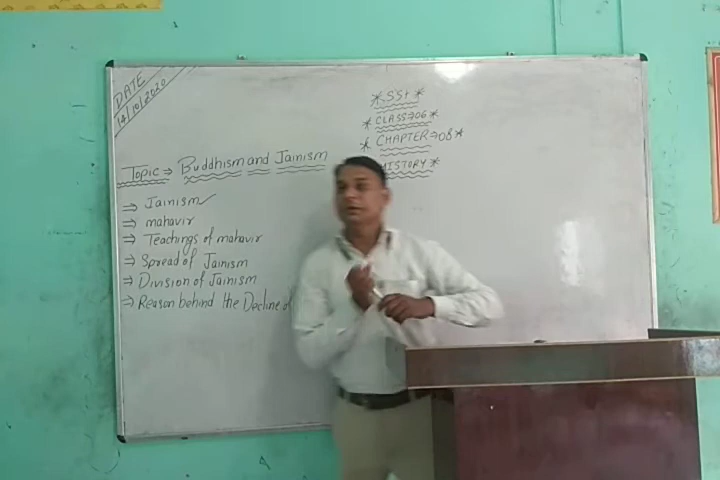 DATE
14/10/2020
*SSt*
*CLASS→06*
*CHAPTER→08*
HISTORY*
Topic ⇒ Buddhism and Jainism
⇒ Jainism ✓
⇒ mahavir
⇒ Teachings of mahavir
⇒ Spread of Jainism
⇒ Division of Jainism
⇒ Reason behind the Decline of